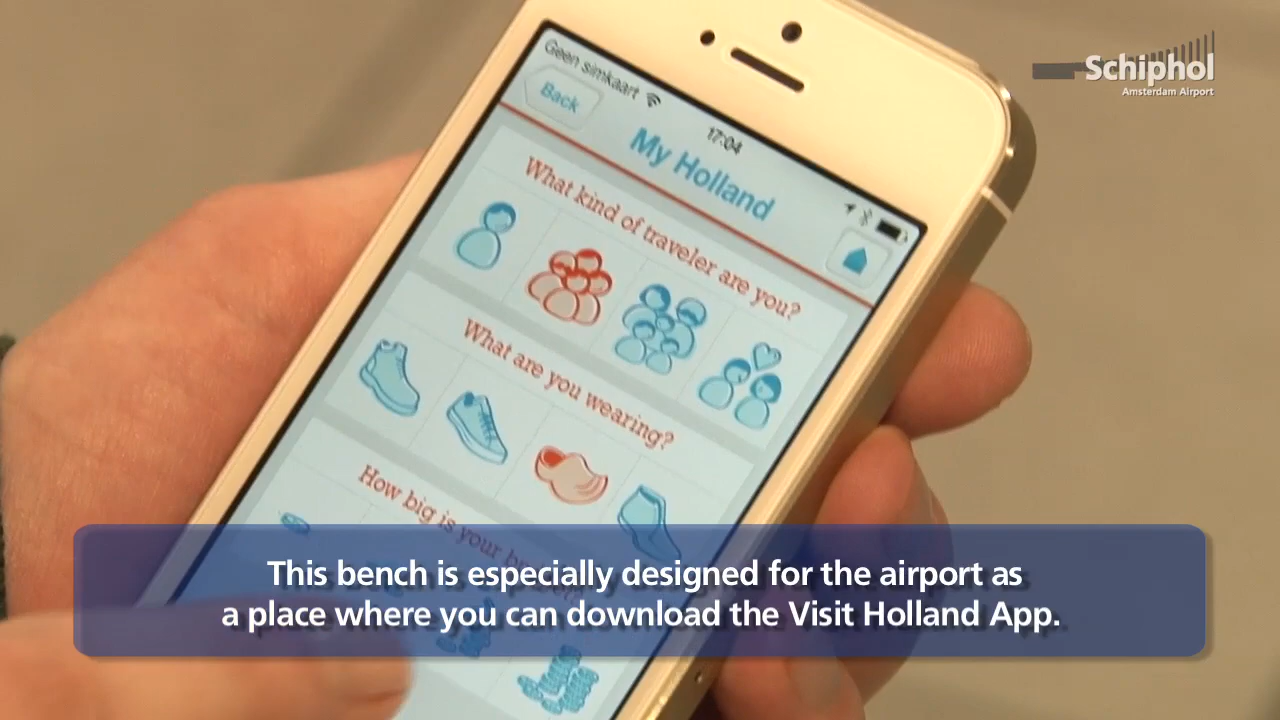 Schiphol
Amsterdam Airport
Geen simkaart
17:04
Back
My Holland
What kind of traveler are you?
What are you wearing?
How big is your
This bench is especially designed for the airport as
a place where you can download the Visit Holland App.